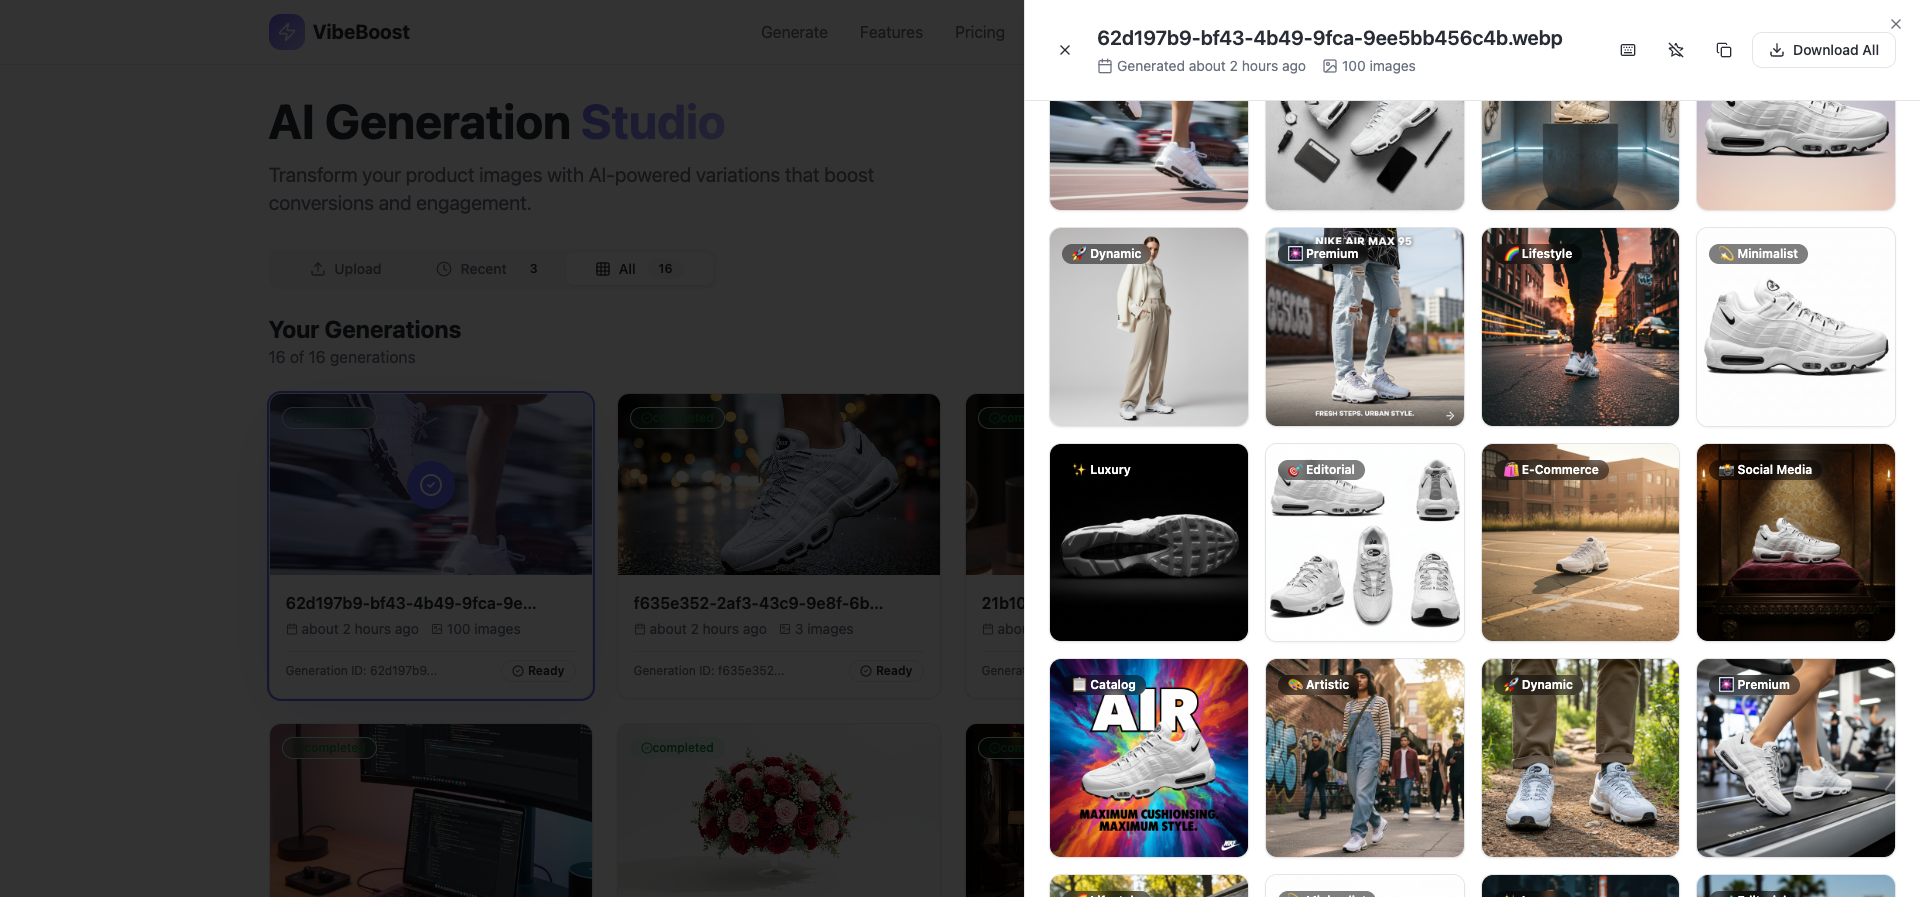 VibeBoost
Generate
Features
Pricing
AI Generation Studio
Transform your product images with AI-powered variations that boost
conversions and engagement.
Upload
Recent 3
All 16
Your Generations
16 of 16 generations
completed
62d197b9-bf43-4b49-9fca-9e...
about 2 hours ago
100 images
Generation ID: 62d197b9...
Ready
completed
f635e352-2af3-43c9-9e8f-6b...
about 2 hours ago
3 images
Generation ID: f635e352...
Ready
completed
completed
62d197b9-bf43-4b49-9fca-9ee5bb456c4b.webp
Generated about 2 hours ago
100 images
Download All
Dynamic
NIKE AIR MAX 95
Premium
FRESH STEPS. URBAN STYLE.
Lifestyle
Minimalist
Luxury
Editorial
E-Commerce
Social Media
Catalog
AIR
MAXIMUM CUSHIONSING.
MAXIMUM STYLE.
Artistic
Dynamic
Premium
DISTANCE